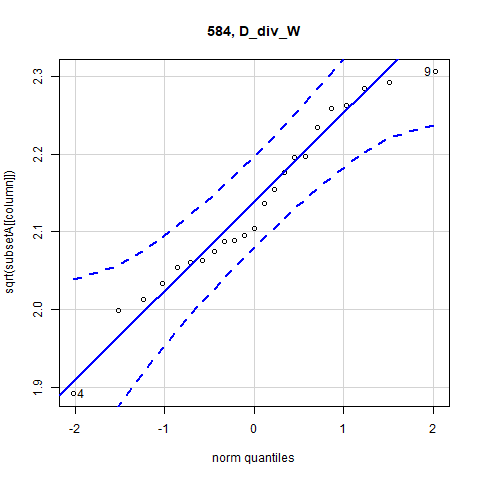 584, D_div_W
sqrt(subsetA[[column]])
2.3
2.2
2.1
2.0
1.9
9
4
-2 -1 0 1 2
norm quantiles